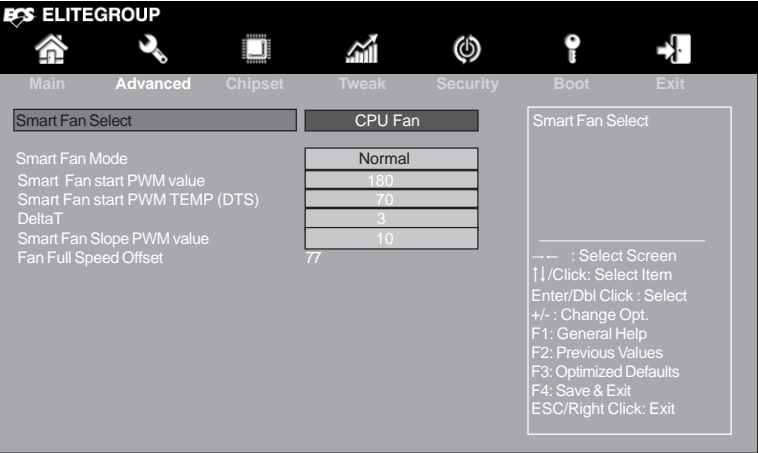 ECS ELITEGROUP
Main Advanced Chipset Tweak Security Boot Exit
Smart Fan Select CPU Fan
Smart Fan Mode Normal
Smart Fan start PWM value 180
Smart Fan start PWM TEMP (DTS) 70
DeltaT 3
Smart Fan Slope PWM value 10
Fan Full Speed Offset 77
Smart Fan Select
→← : Select Screen
↑↓/Click: Select Item
Enter/Dbl Click : Select
+/- : Change Opt.
F1: General Help
F2: Previous Values
F3: Optimized Defaults
F4: Save & Exit
ESC/Right Click: Exit